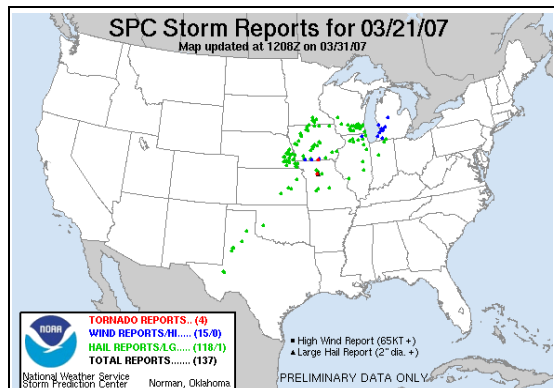 SPC Storm Reports for 03/21/07
Map updated at 1208Z on 03/31/07
NOAA
TORNADO REPORTS.. (4)
WIND REPORTS/HI..... (15/0)
HAIL REPORTS/LG..... (118/1)
TOTAL REPORTS....... (137)
National Weather Service
Storm Prediction Center Norman, Oklahoma
■ High Wind Report (65KT +)
▲ Large Hail Report (2" dia. +)
PRELIMINARY DATA ONLY